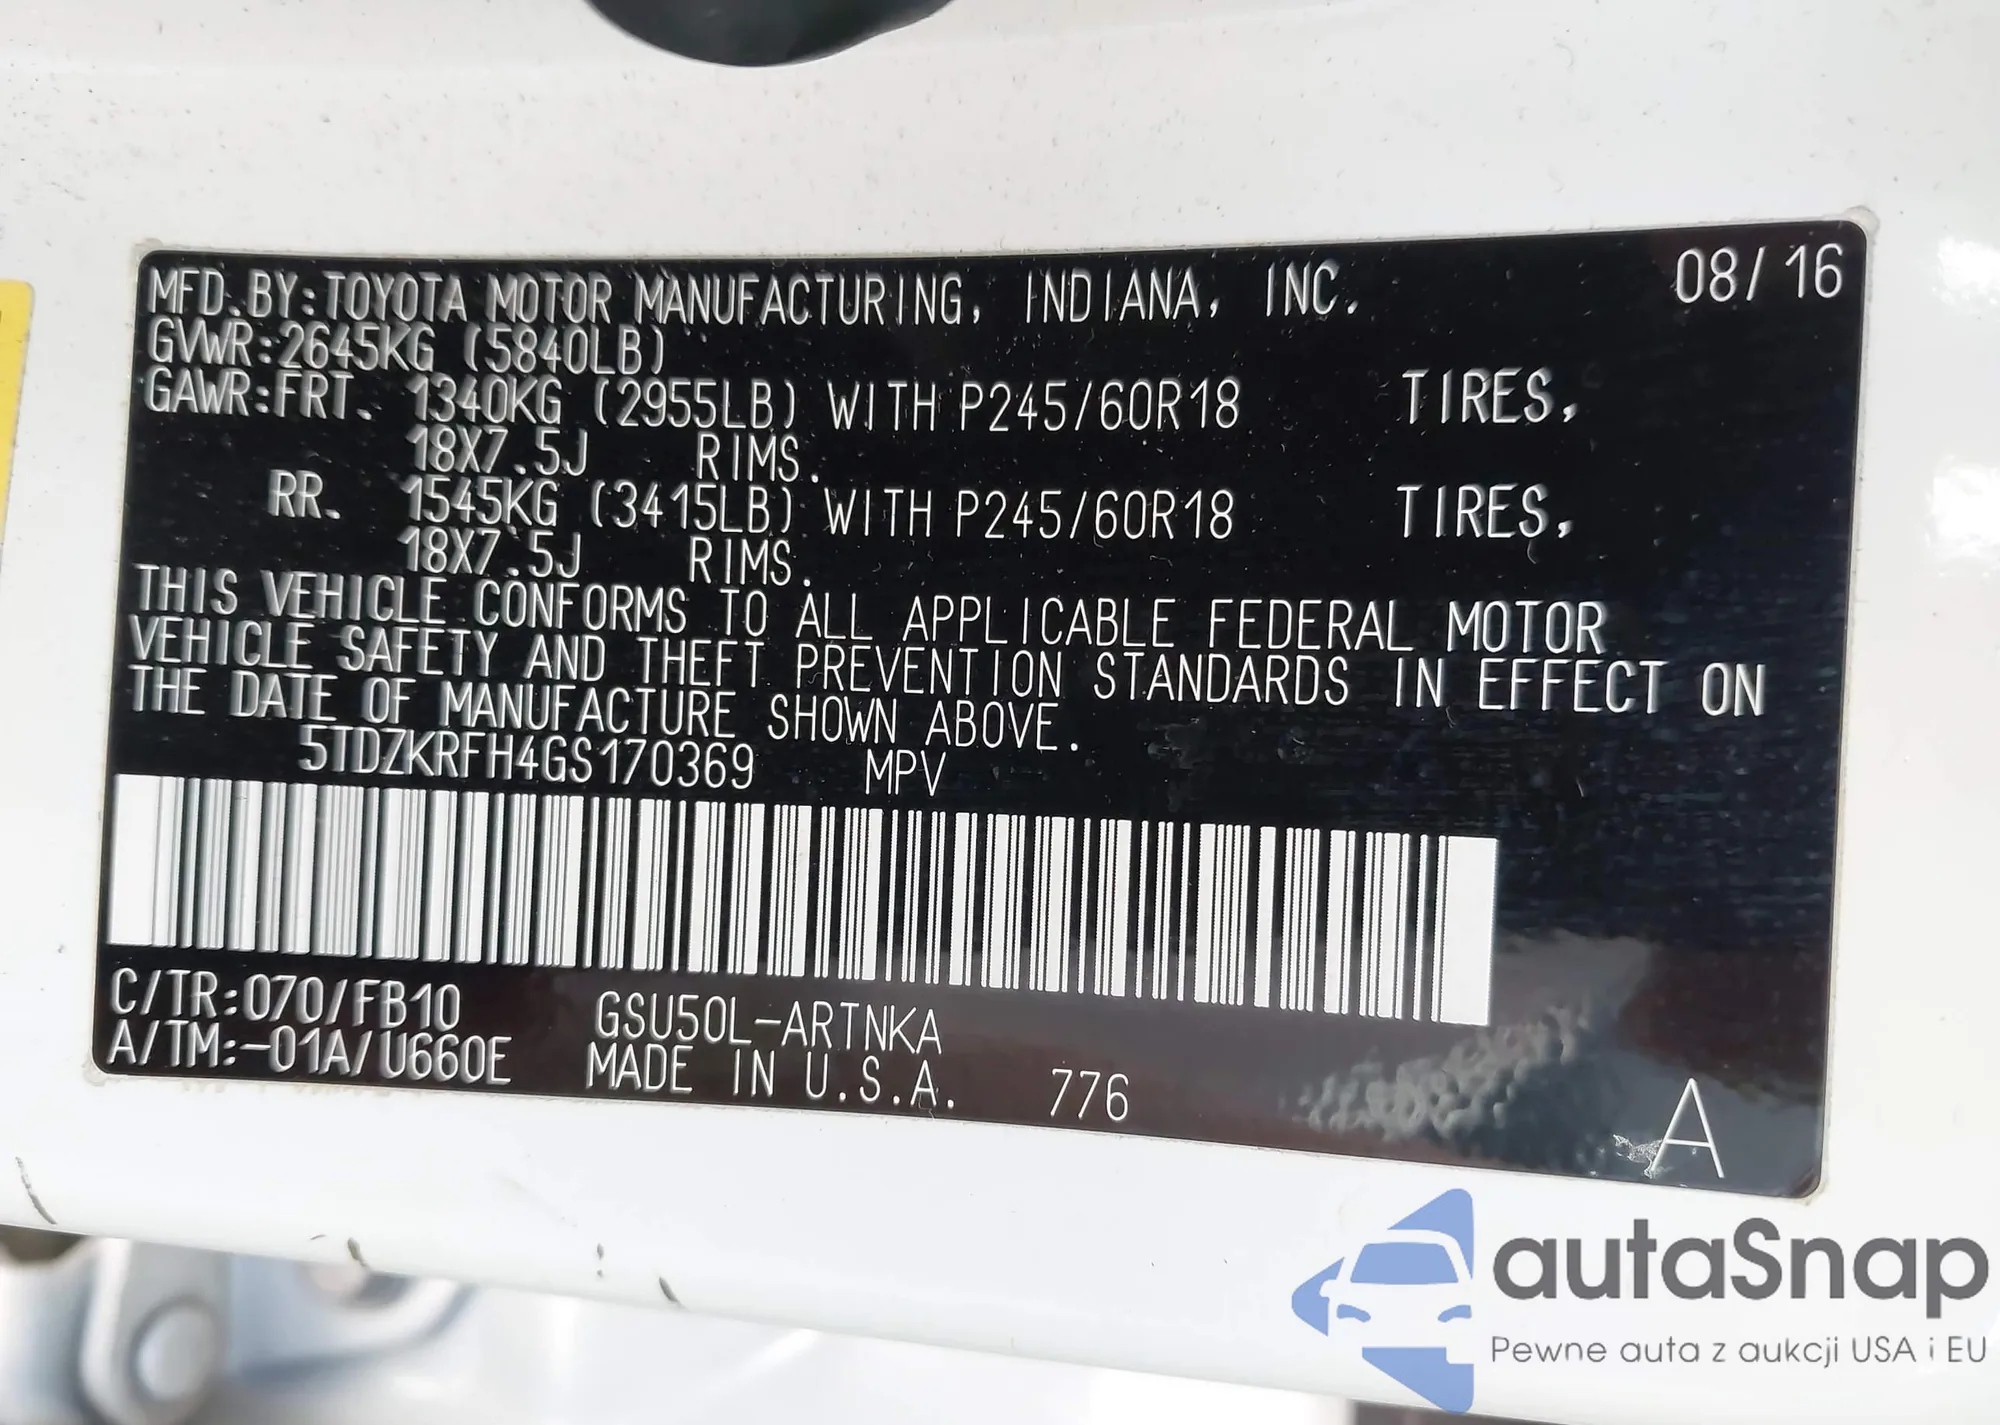 08/16
MFD.BY:TOYOTA MOTOR MANUFACTURING, INDIANA, INC.
GVWR:2645KG (5840LB)
GAWR:FRT. 1340KG (2955LB) WITH P245/60R18 TIRES,
18X7.5J RIMS.
RR. 1545KG (3415LB) WITH P245/60R18 TIRES,
18X7.5J RIMS.
THIS VEHICLE CONFORMS TO ALL APPLICABLE FEDERAL MOTOR
VEHICLE SAFETY AND THEFT PREVENTION STANDARDS IN EFFECT ON
THE DATE OF MANUFACTURE SHOWN ABOVE.
5TDZKRFH4GS170369 MPV
C/TR:070/FB10 GSU50L-ARTNKA
A/TM:-01A/U660E MADE IN U.S.A. 776
A
autaSnap
Pewne auta z aukcji USA i EU